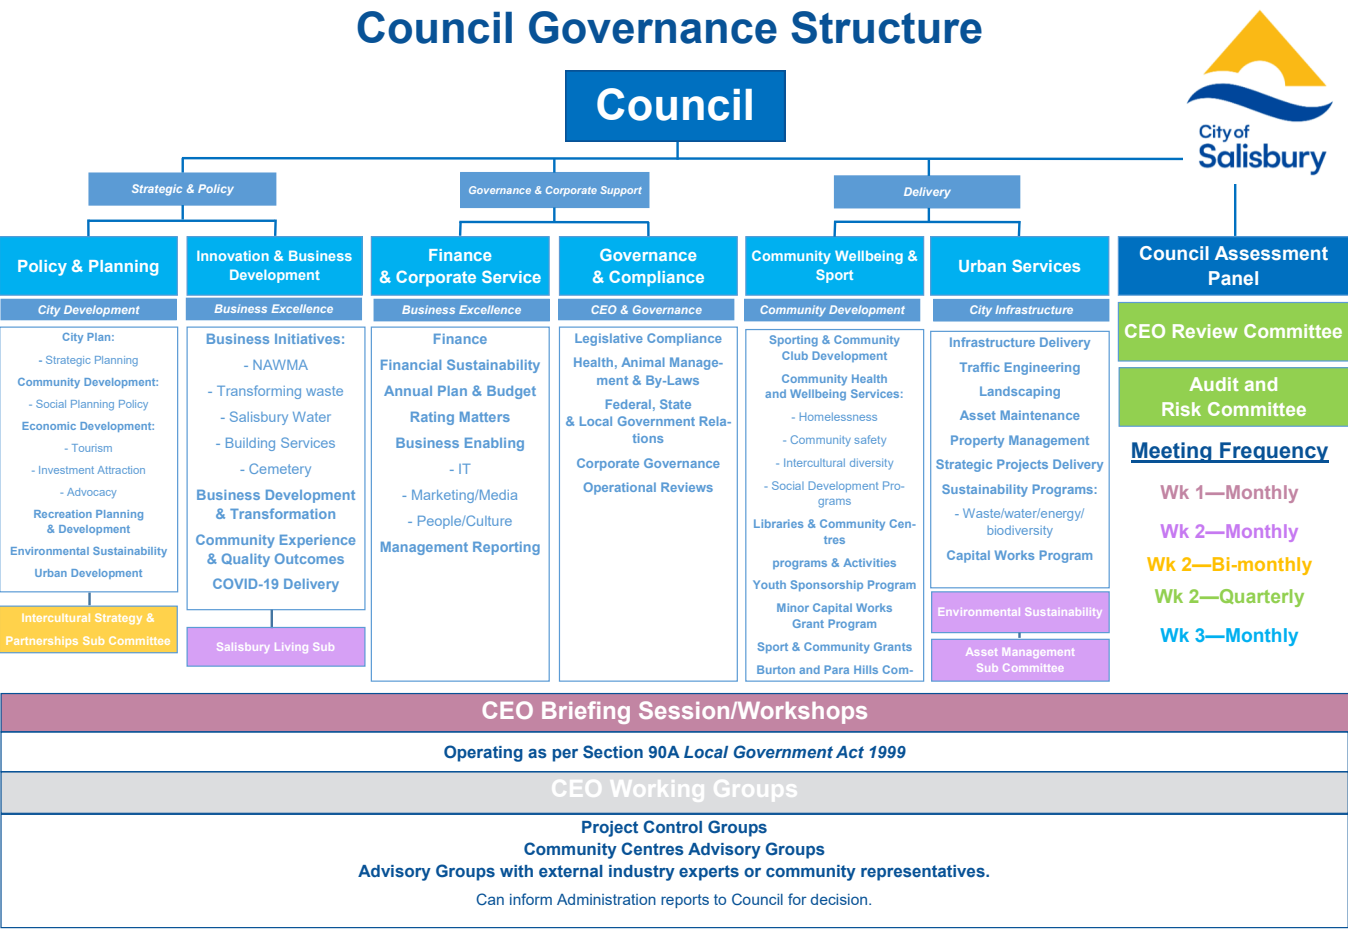 Council Governance Structure
Council
City of
Salisbury
Strategic & Policy
Governance & Corporate Support
Delivery
Policy & Planning
City Development
City Plan:
- Strategic Planning
Community Development:
- Social Planning Policy
Economic Development:
- Tourism
- Investment Attraction
- Advocacy
Recreation Planning
& Development
Environmental Sustainability
Urban Development
Intercultural Strategy &
Partnerships Sub Committee
Innovation & Business
Development
Business Excellence
Business Initiatives:
- NAWMA
- Transforming waste
- Salisbury Water
- Building Services
- Cemetery
Business Development
& Transformation
Community Experience
& Quality Outcomes
COVID-19 Delivery
Salisbury Living Sub
Finance
& Corporate Service
Business Excellence
Finance
Financial Sustainability
Annual Plan & Budget
Rating Matters
Business Enabling
- IT
- Marketing/Media
- People/Culture
Management Reporting
Governance
& Compliance
CEO & Governance
Legislative Compliance
Health, Animal Manage-
ment & By-Laws
Federal, State
& Local Government Rela-
tions
Corporate Governance
Operational Reviews
Community Wellbeing &
Sport
Community Development
Sporting & Community
Club Development
Community Health
and Wellbeing Services:
- Homelessness
- Community safety
- Intercultural diversity
- Social Development Pro-
grams
Libraries & Community Cen-
tres
programs & Activities
Youth Sponsorship Program
Minor Capital Works
Grant Program
Sport & Community Grants
Burton and Para Hills Com-
Urban Services
City Infrastructure
Infrastructure Delivery
Traffic Engineering
Landscaping
Asset Maintenance
Property Management
Strategic Projects Delivery
Sustainability Programs:
- Waste/water/energy/
biodiversity
Capital Works Program
Environmental Sustainability
Asset Management
Sub Committee
Council Assessment
Panel
CEO Review Committee
Audit and
Risk Committee
Meeting Frequency
Wk 1—Monthly
Wk 2—Monthly
Wk 2—Bi-monthly
Wk 2—Quarterly
Wk 3—Monthly
CEO Briefing Session/Workshops
Operating as per Section 90A Local Government Act 1999
CEO Working Groups
Project Control Groups
Community Centres Advisory Groups
Advisory Groups with external industry experts or community representatives.
Can inform Administration reports to Council for decision.